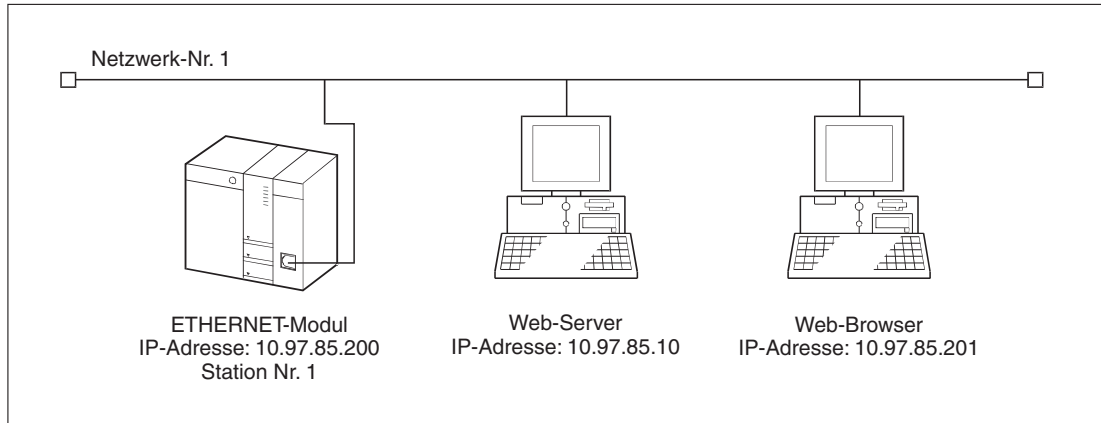 Netzwerk-Nr. 1
ETHERNET-Modul
IP-Adresse: 10.97.85.200
Station Nr. 1
Web-Server
IP-Adresse: 10.97.85.10
Web-Browser
IP-Adresse: 10.97.85.201